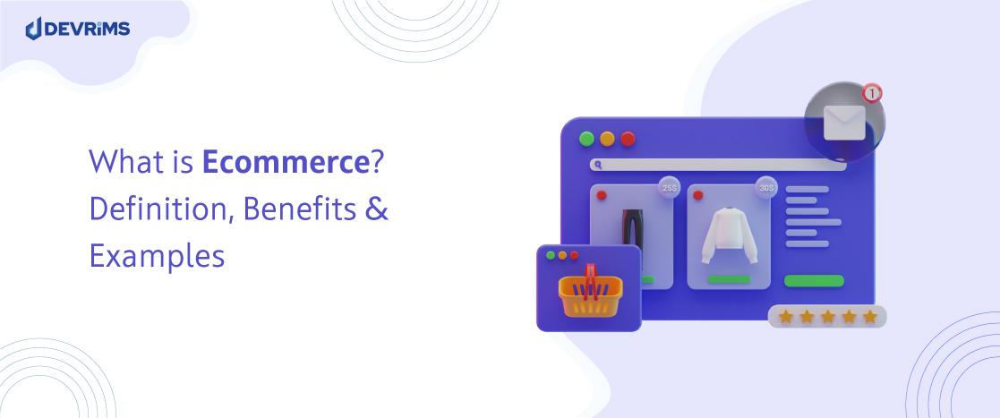 DEVRIMS
What is Ecommerce?
Definition, Benefits &
Examples
1
25$
30$